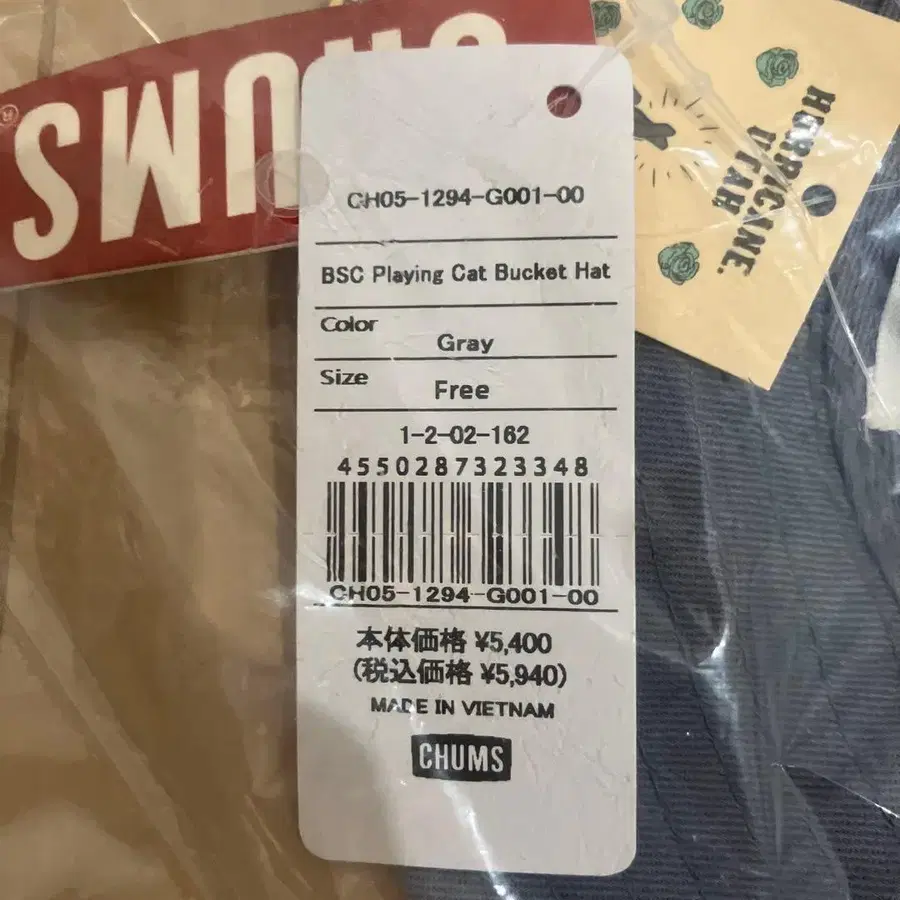 CHUMS
®
HURRICANE,
UTAH
CH05-1294-G001-00
BSC Playing Cat Bucket Hat
Color
Gray
Size
Free
1-2-02-162
4550287323348
CH05-1294-G001-00
本体価格 ¥5,400
(税込価格 ¥5,940)
MADE IN VIETNAM
CHUMS